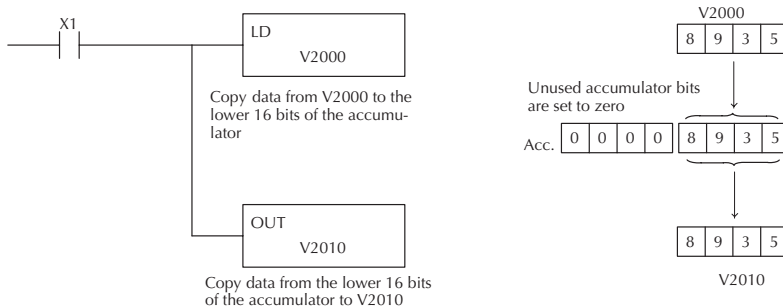 X1
LD
V2000
Copy data from V2000 to the
lower 16 bits of the accumu-
lator
OUT
V2010
Copy data from the lower 16 bits
of the accumulator to V2010
V2000
8 9 3 5
Unused accumulator bits
are set to zero
Acc. 0 0 0 0 8 9 3 5
8 9 3 5
V2010